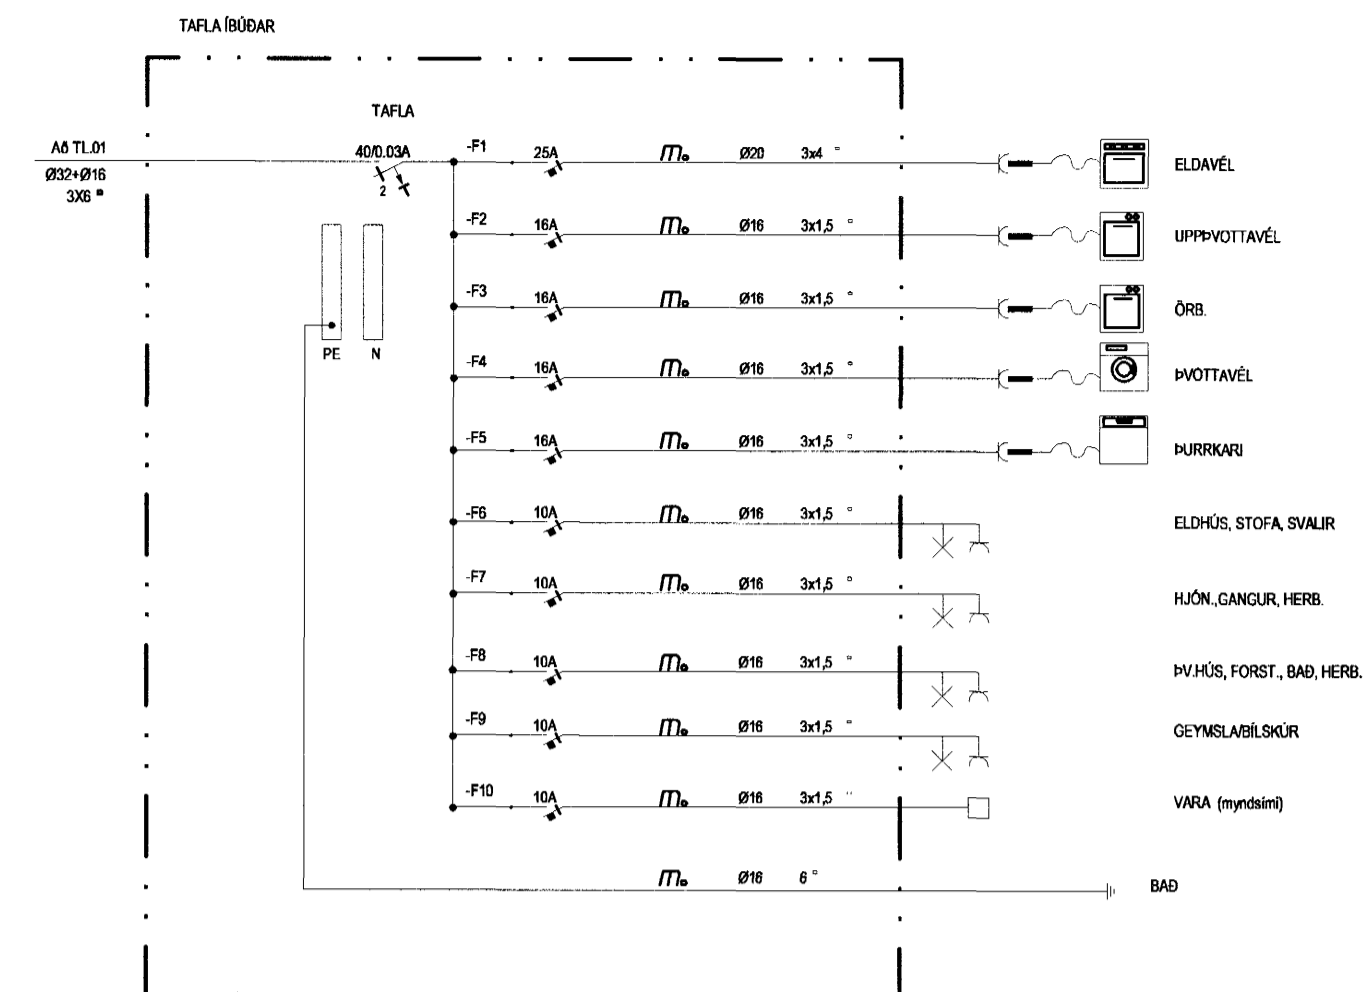 TAFLA ÍBÚÐAR
TAFLA
Að TL.01
Ø32+Ø16
3X6 ▫
40/0.03A
2
PE N
-F1 25A m. Ø20 3x4 ▫ ELDAVÉL
-F2 16A m. Ø16 3x1,5 ▫ UPPÞVOTTAVÉL
-F3 16A m. Ø16 3x1,5 ▫ ÖRB.
-F4 16A m. Ø16 3x1,5 ▫ ÞVOTTAVÉL
-F5 16A m. Ø16 3x1,5 ▫ ÞURRKARI
-F6 10A m. Ø16 3x1,5 ▫ ELDHÚS, STOFA, SVALIR
-F7 10A m. Ø16 3x1,5 ▫ HJÓN.,GANGUR, HERB.
-F8 10A m. Ø16 3x1,5 ▫ ÞV.HÚS, FORST., BAÐ, HERB.
-F9 10A m. Ø16 3x1,5 ▫ GEYMSLA/BÍLSKÚR
-F10 10A m. Ø16 3x1,5 ▫ VARA (myndsími)
m. Ø16 6 ▫ BAÐ